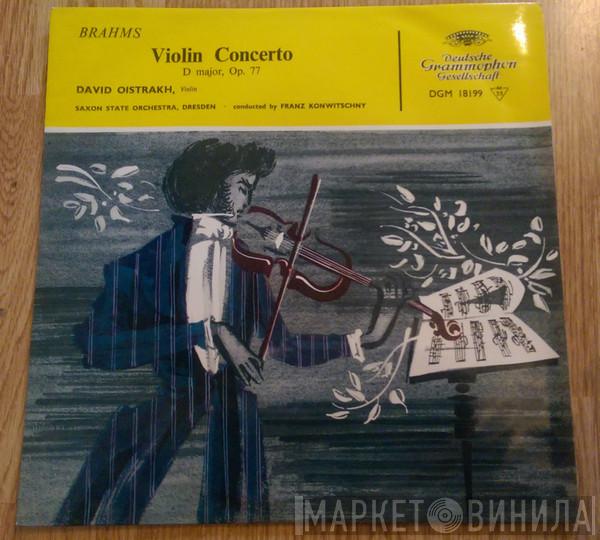 BRAHMS
Violin Concerto
D major, Op. 77
DAVID OISTRAKH, Violin
SAXON STATE ORCHESTRA, DRESDEN · conducted by FRANZ KONWITSCHNY
Deutsche
Grammophon
Gesellschaft
DGM 18199
МАРКЕТ ВИНИЛА